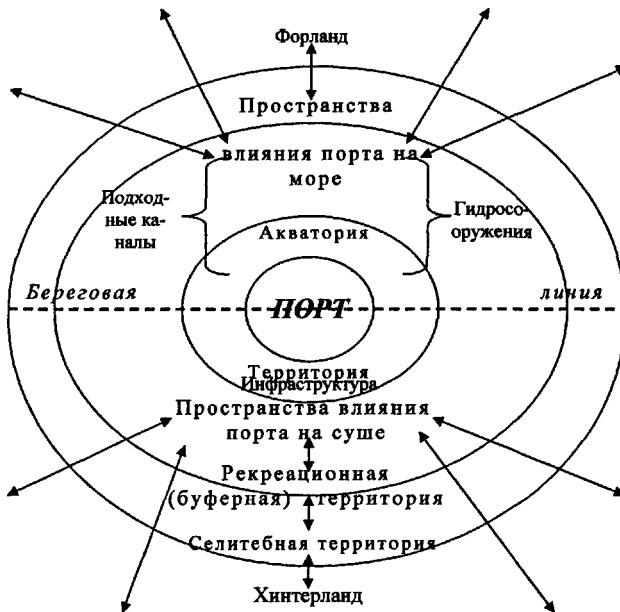 Форланд
Пространства
влияния порта на
море
Подход-
ные ка-
налы
Гидросо-
оружения
Акватория
Береговая линия
ПОРТ
Территория
Инфраструктура
Пространства влияния
порта на суше
Рекреационная
(буферная) территория
Селитебная территория
Хинтерланд